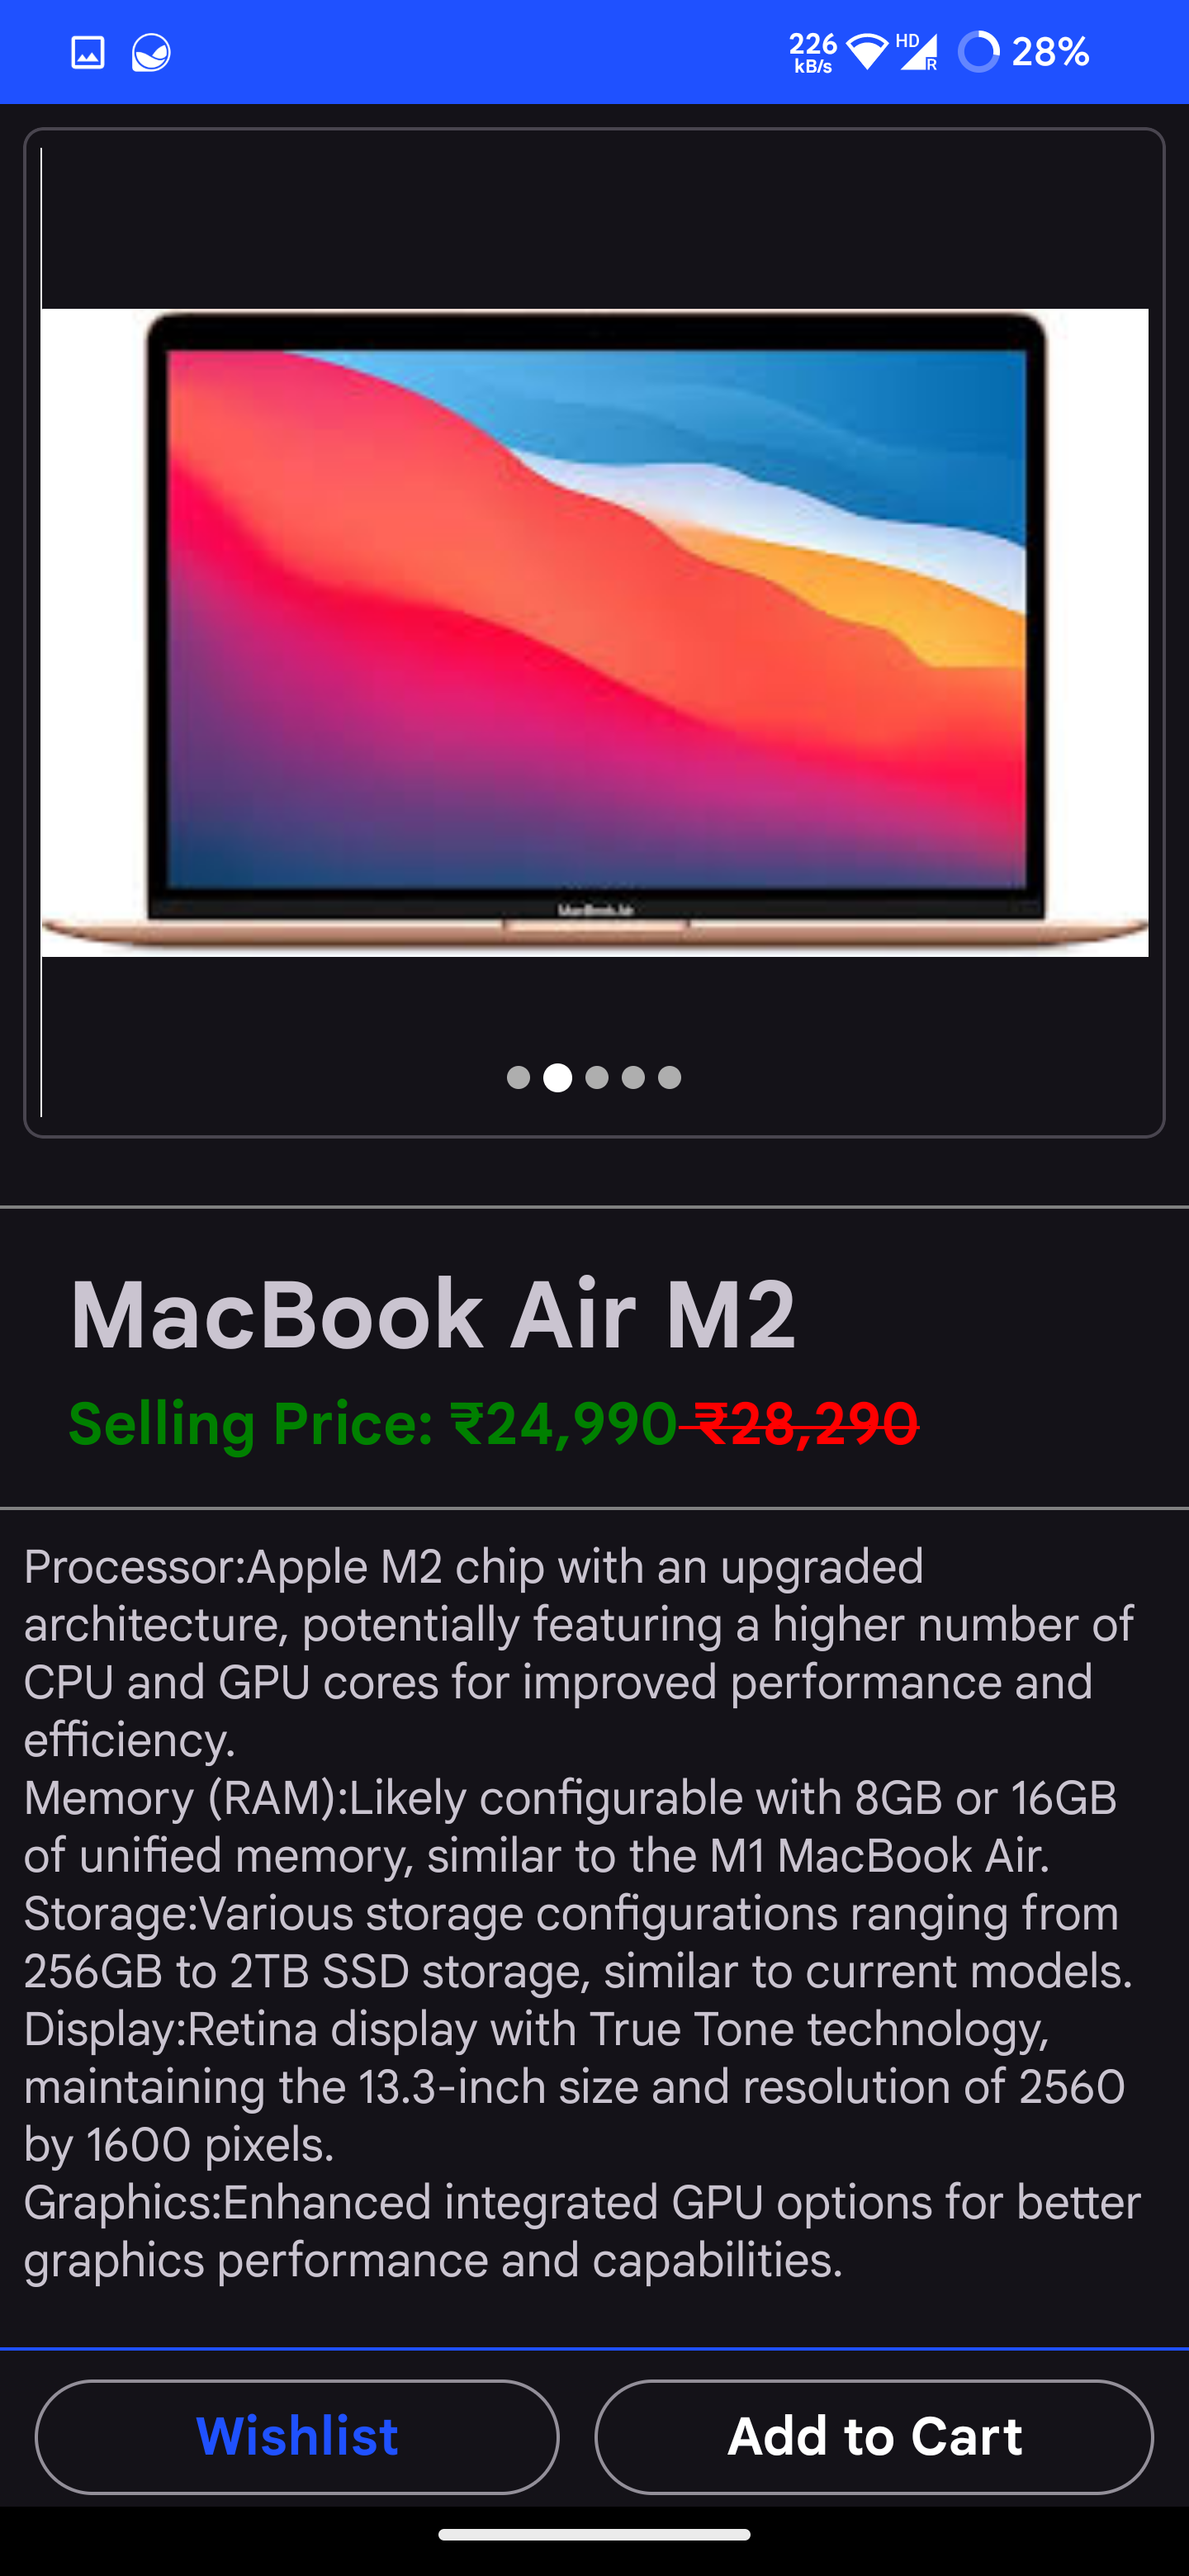 226
kB/s
HD
R
28%
MacBook Air
MacBook Air M2
Selling Price: ₹24,990 ₹28,290
Processor:Apple M2 chip with an upgraded
architecture, potentially featuring a higher number of
CPU and GPU cores for improved performance and
efficiency.
Memory (RAM):Likely configurable with 8GB or 16GB
of unified memory, similar to the M1 MacBook Air.
Storage:Various storage configurations ranging from
256GB to 2TB SSD storage, similar to current models.
Display:Retina display with True Tone technology,
maintaining the 13.3-inch size and resolution of 2560
by 1600 pixels.
Graphics:Enhanced integrated GPU options for better
graphics performance and capabilities.
Wishlist
Add to Cart